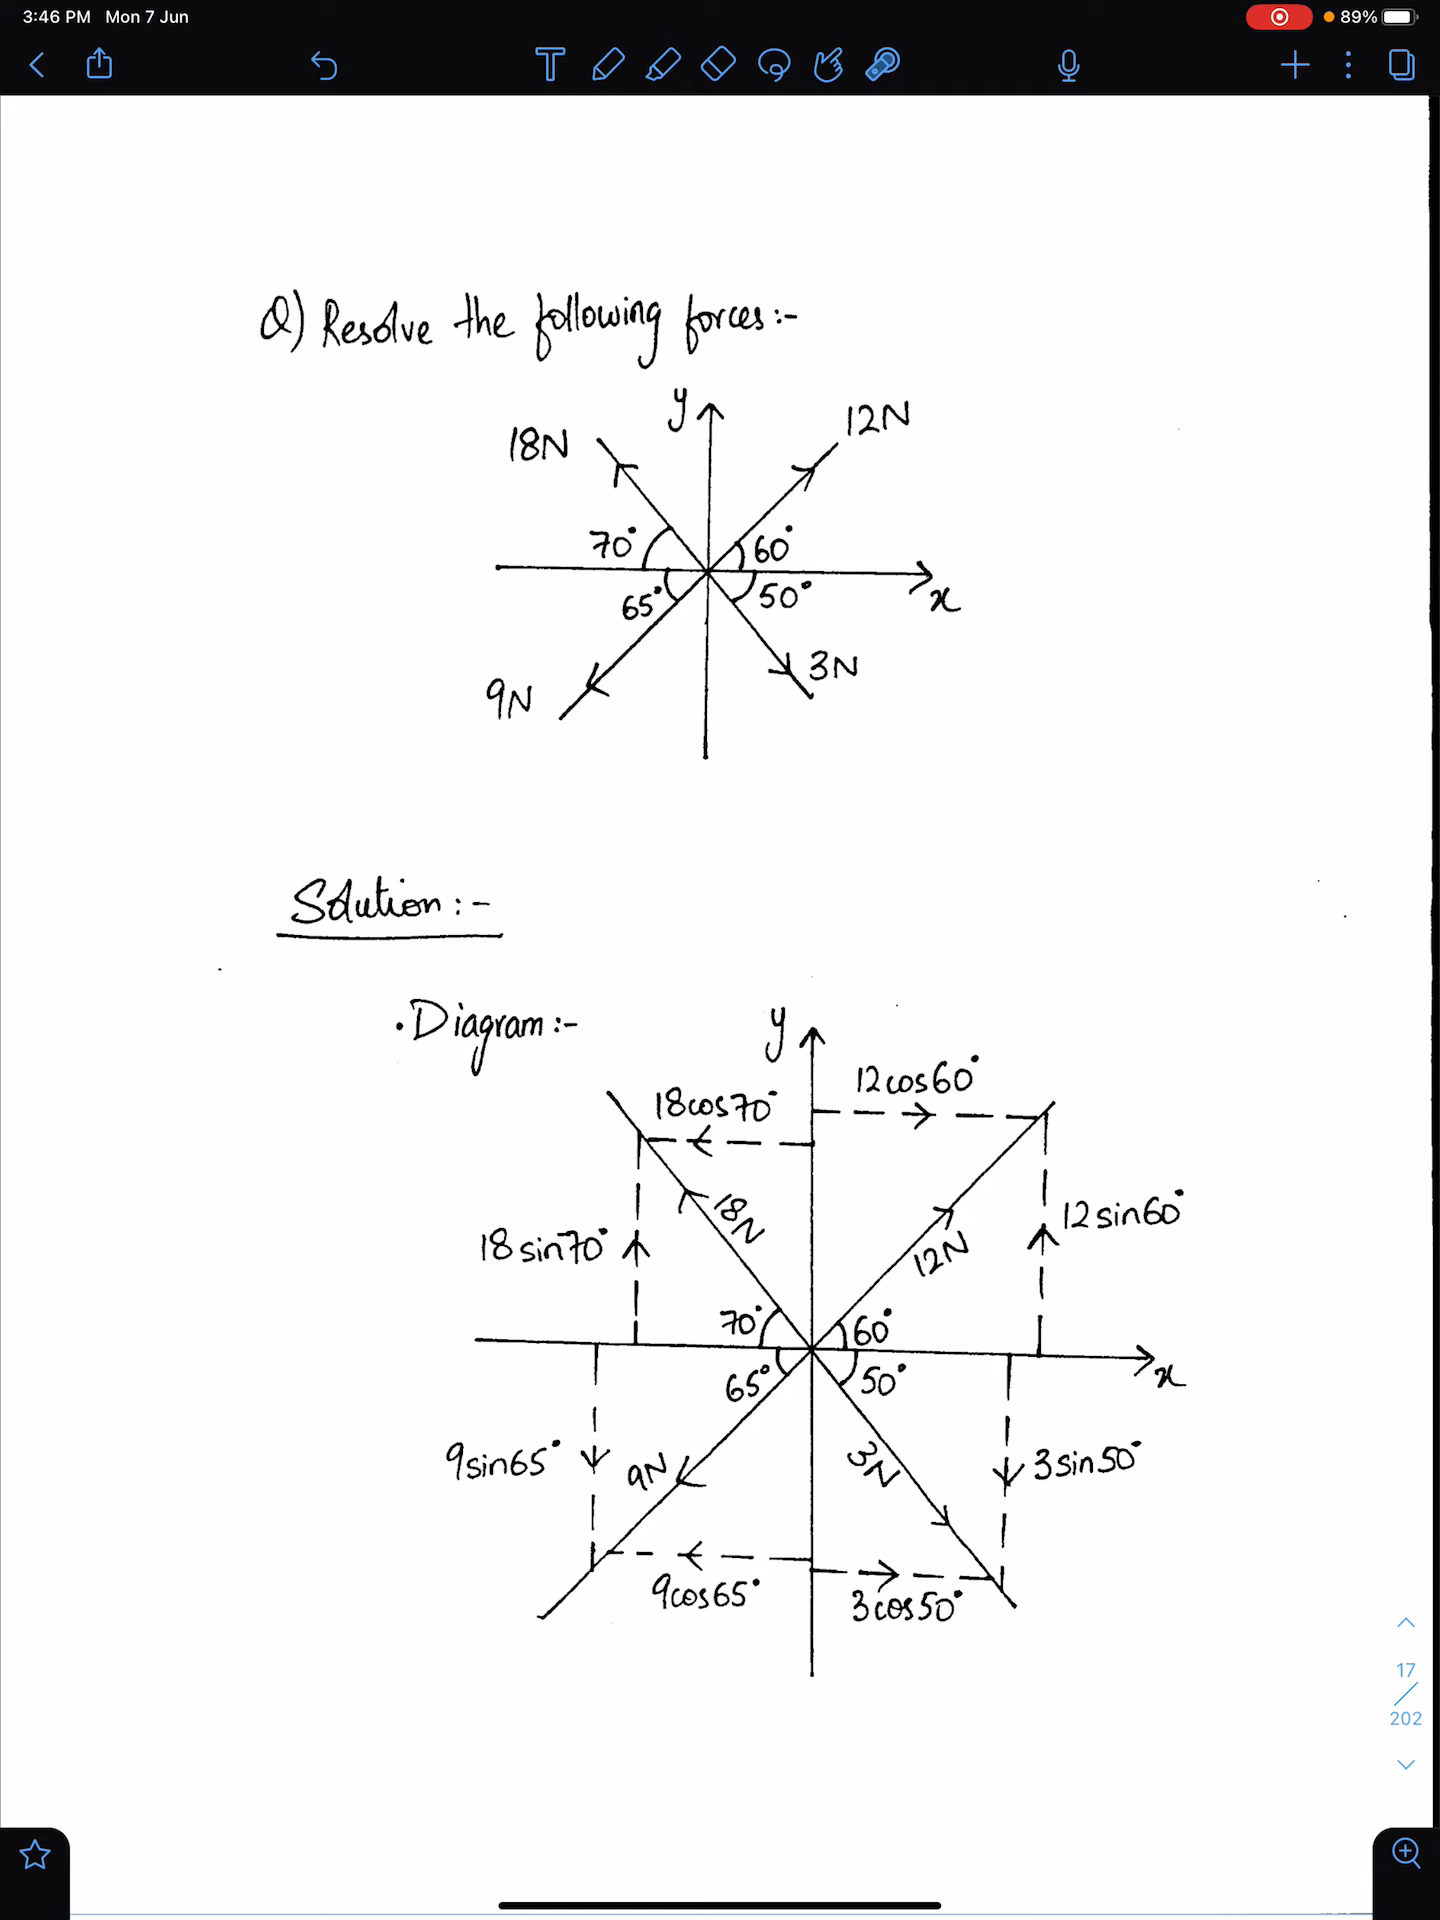 3:46 PM Mon 7 Jun
89%
Q) Resolve the following forces:-
y
12N
18N
70°
60°
65°
50°
x
3N
9N
Solution:-
• Diagram:-
y
12cos60°
18cos70°
18N
12sin60°
18sin70°
12N
70°
60°
65°
50°
x
9sin65°
9N
3N
3sin50°
9cos65°
3cos50°
17
/
202